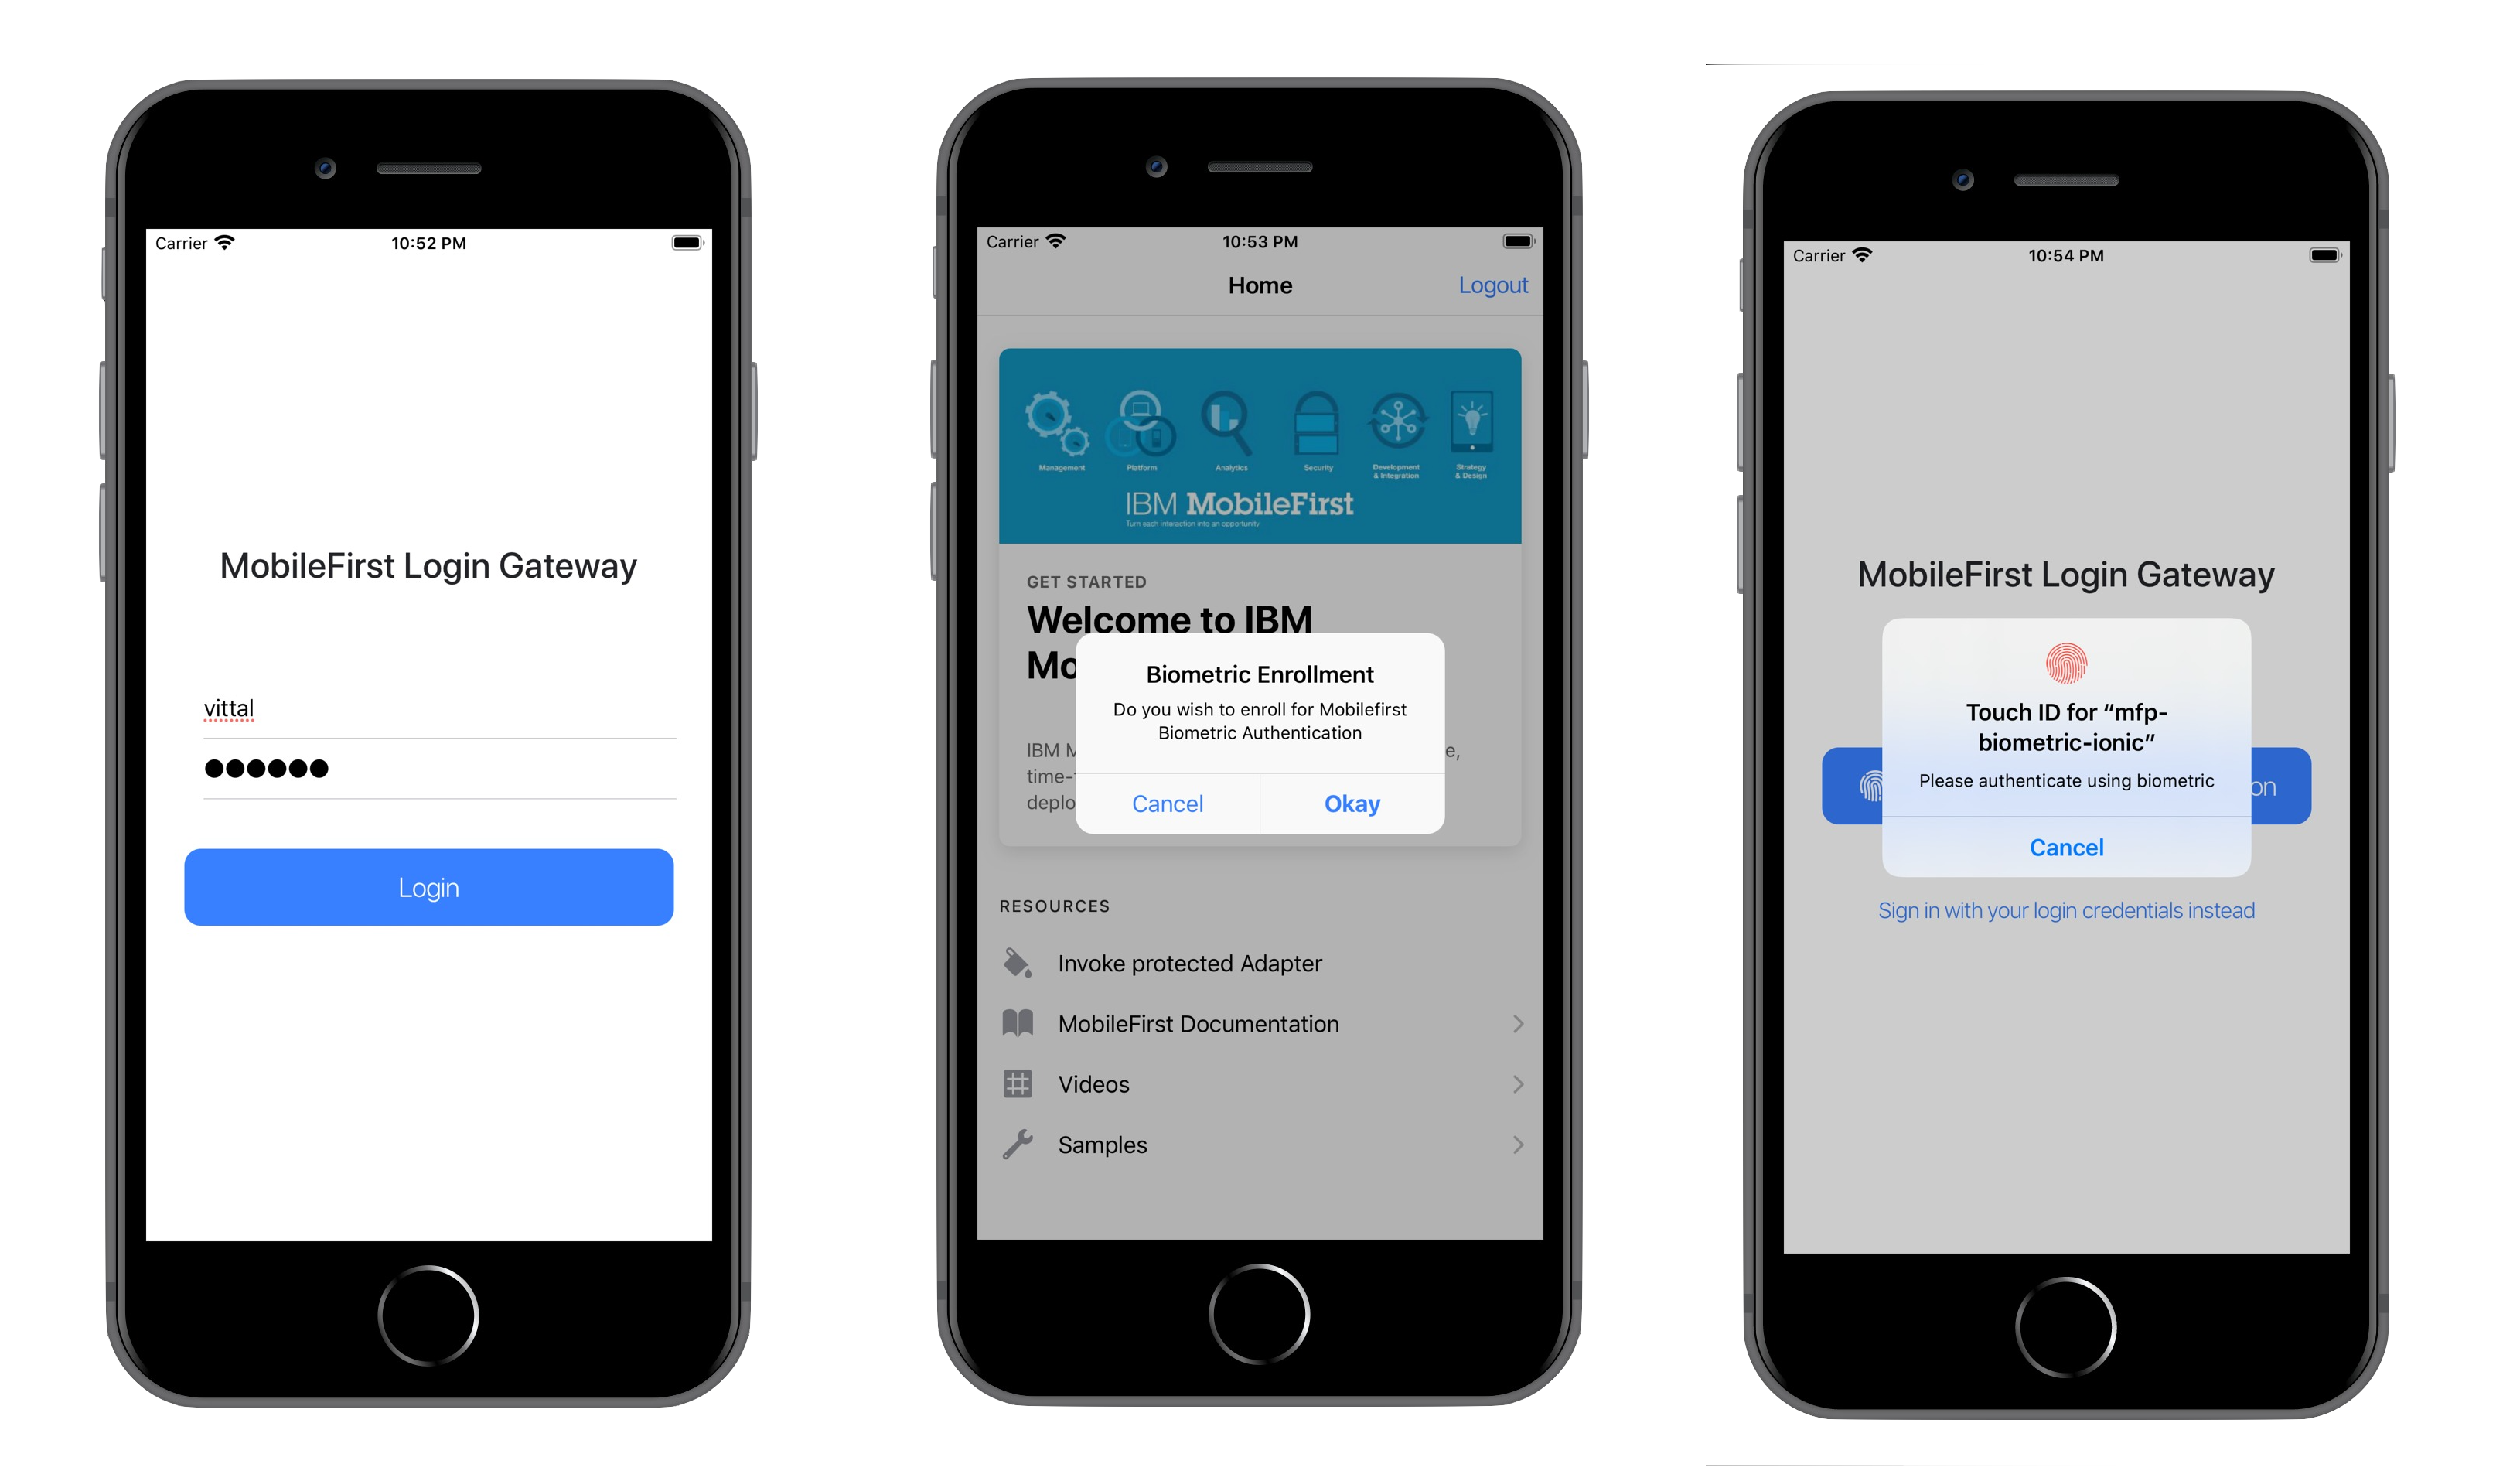 Carrier
10:52 PM
MobileFirst Login Gateway
vittal
Login
Carrier
10:53 PM
Home
Logout
Management
Platform
Analytics
Security
Development
& Integration
Strategy
& Design
IBM MobileFirst
Turn each interaction into an opportunity
GET STARTED
Welcome to IBM
Mo
Biometric Enrollment
Do you wish to enroll for Mobilefirst
Biometric Authentication
Cancel
Okay
IBM M
e,
time-
deplo
RESOURCES
Invoke protected Adapter
MobileFirst Documentation
Videos
Samples
Carrier
10:54 PM
MobileFirst Login Gateway
Touch ID for “mfp-
biometric-ionic”
Please authenticate using biometric
on
Cancel
Sign in with your login credentials instead